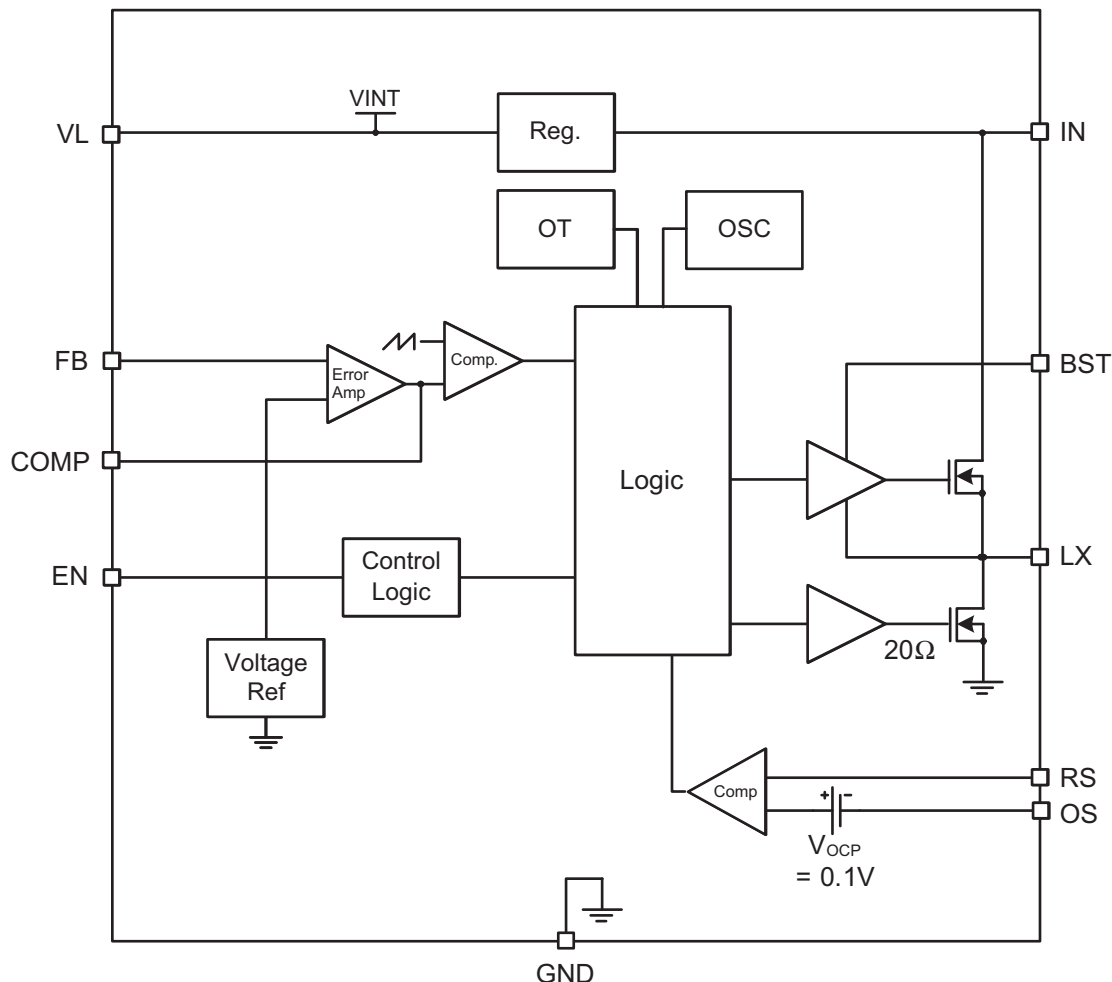 VINT
VL
Reg.
IN
OT
OSC
FB
Error
Amp
Comp.
BST
COMP
Logic
EN
Control
Logic
LX
Voltage
Ref
20Ω
Comp
RS
OS
VOCP
= 0.1V
GND